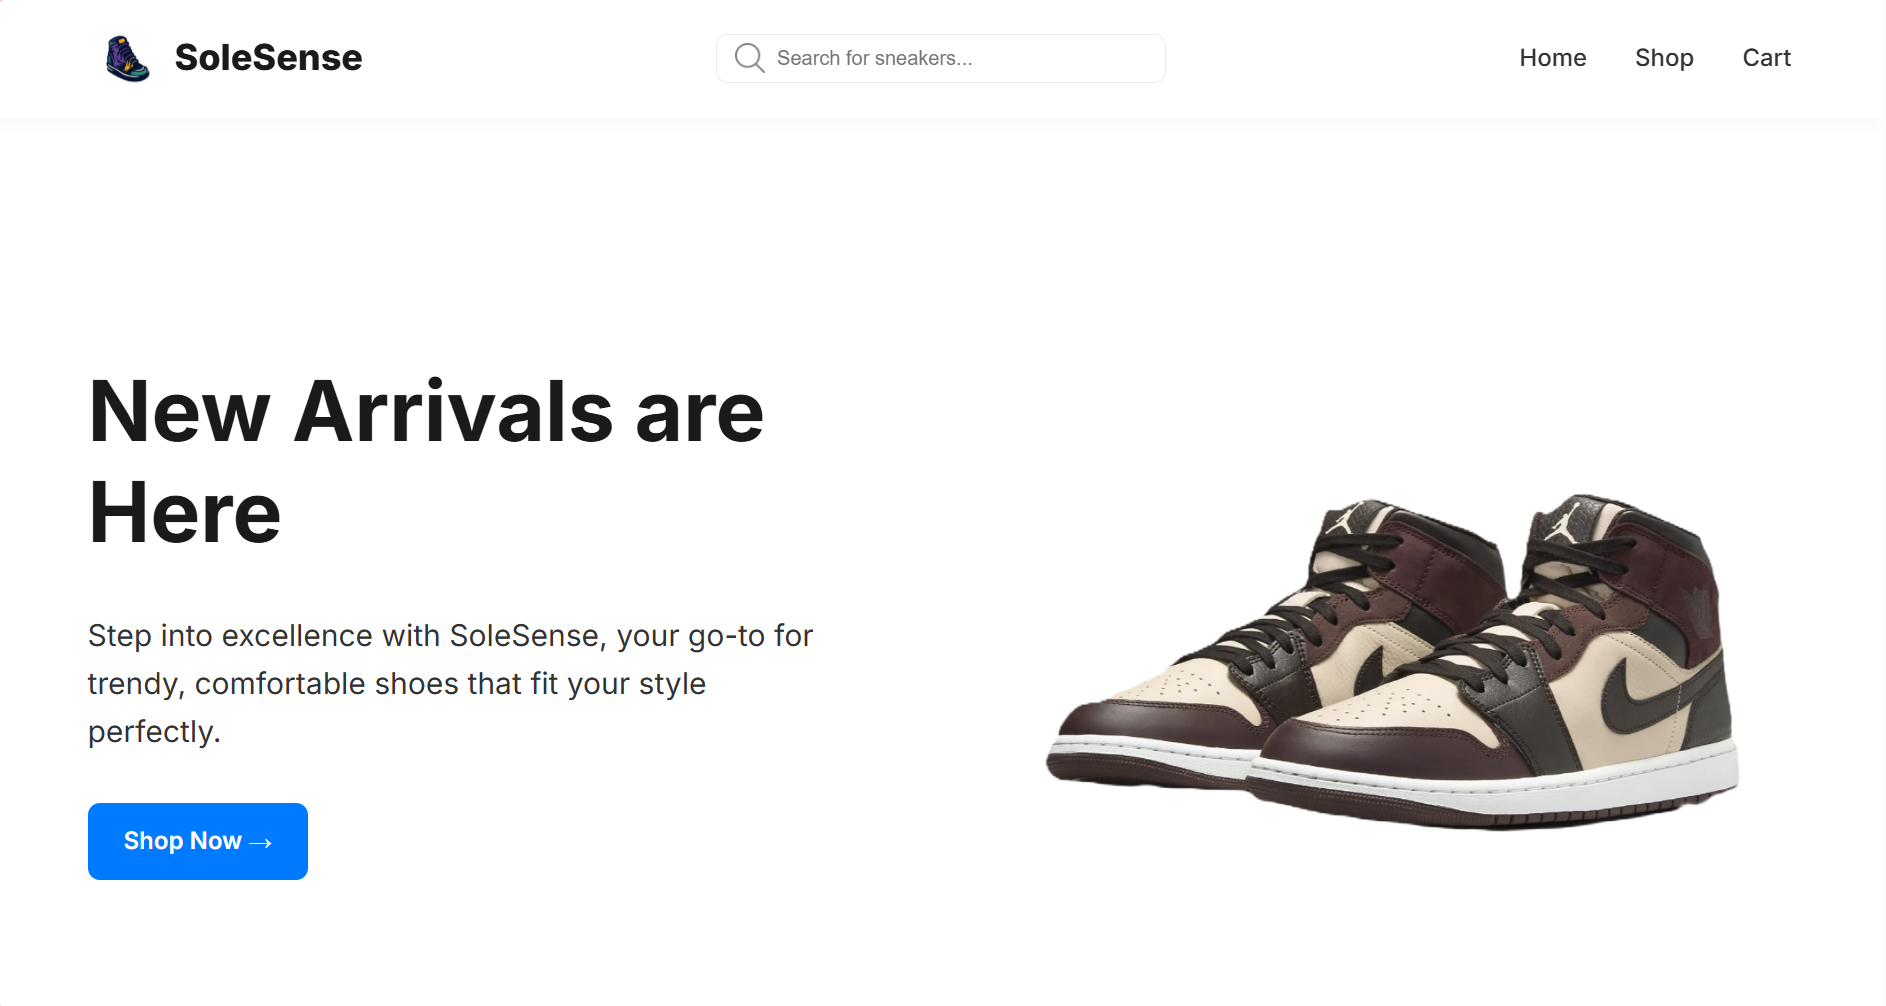 SoleSense
Search for sneakers...
Home
Shop
Cart
New Arrivals are
Here
Step into excellence with SoleSense, your go-to for
trendy, comfortable shoes that fit your style
perfectly.
Shop Now →